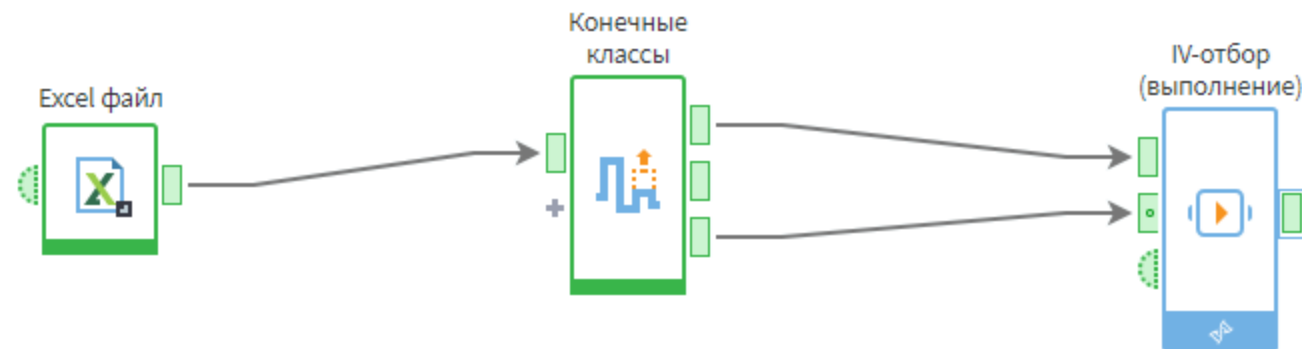 Excel файл
Конечные
классы
IV-отбор
(выполнение)